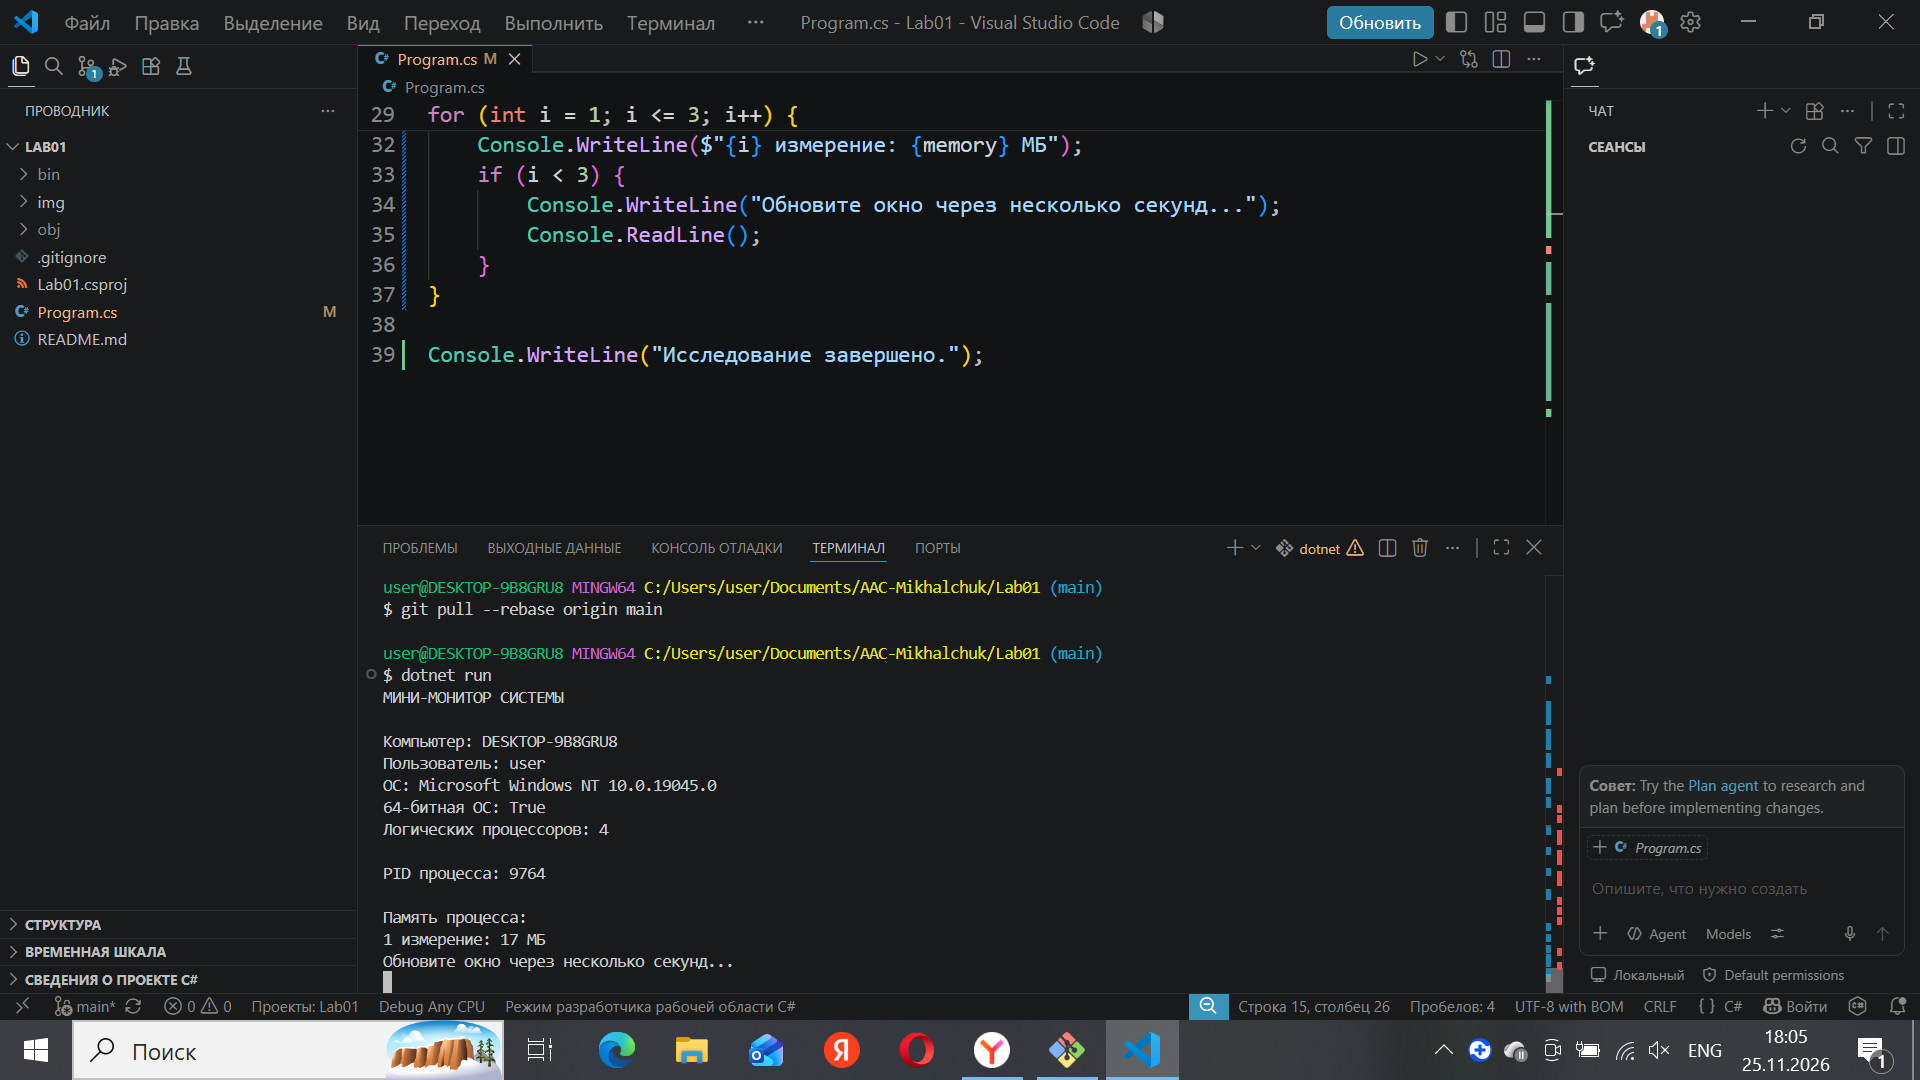 Файл Правка Выделение Вид Переход Выполнить Терминал ··· Program.cs - Lab01 - Visual Studio Code Обновить 1
1
ПРОВОДНИК ···
LAB01
bin
img
obj
.gitignore
Lab01.csproj
Program.cs M
README.md
СТРУКТУРА
ВРЕМЕННАЯ ШКАЛА
СВЕДЕНИЯ О ПРОЕКТЕ C#
C# Program.cs M
C# Program.cs
29 for (int i = 1; i <= 3; i++) {
32 Console.WriteLine($"{i} измерение: {memory} МБ");
33 if (i < 3) {
34 Console.WriteLine("Обновите окно через несколько секунд...");
35 Console.ReadLine();
36 }
37 }
38
39 Console.WriteLine("Исследование завершено.");
ПРОБЛЕМЫ ВЫХОДНЫЕ ДАННЫЕ КОНСОЛЬ ОТЛАДКИ ТЕРМИНАЛ ПОРТЫ dotnet ···
user@DESKTOP-9B8GRU8 MINGW64 C:/Users/user/Documents/AAC-Mikhalchuk/Lab01 (main)
$ git pull --rebase origin main
user@DESKTOP-9B8GRU8 MINGW64 C:/Users/user/Documents/AAC-Mikhalchuk/Lab01 (main)
$ dotnet run
МИНИ-МОНИТОР СИСТЕМЫ
Компьютер: DESKTOP-9B8GRU8
Пользователь: user
ОС: Microsoft Windows NT 10.0.19045.0
64-битная ОС: True
Логических процессоров: 4
PID процесса: 9764
Память процесса:
1 измерение: 17 МБ
Обновите окно через несколько секунд...
ЧАТ
СЕАНСЫ
Совет: Try the Plan agent to research and
plan before implementing changes.
C# Program.cs
Опишите, что нужно создать
Agent Models
Локальный Default permissions
main* 0 0 Проекты: Lab01 Debug Any CPU Режим разработчика рабочей области C# Строка 15, столбец 26 Пробелов: 4 UTF-8 with BOM CRLF { } C# Войти
Поиск
ENG
18:05
25.11.2026
1